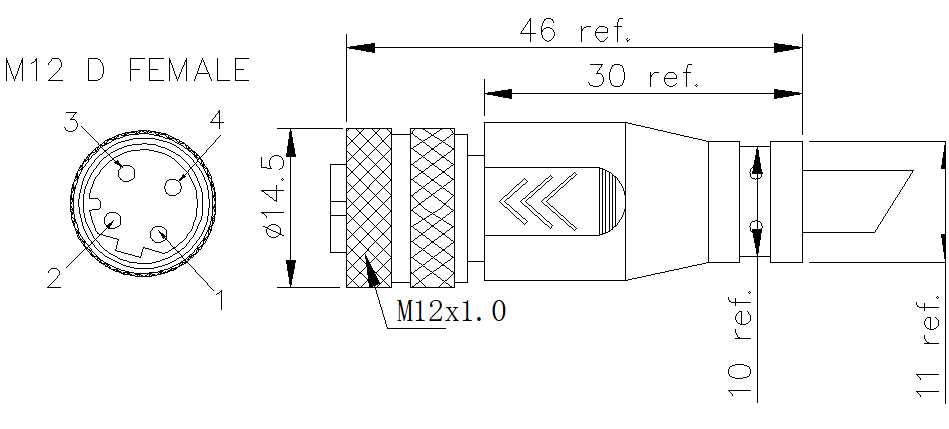 46 ref.
30 ref.
M12 D FEMALE
3
4
2
1
ø14.5
M12x1.0
10 ref.
11 ref.